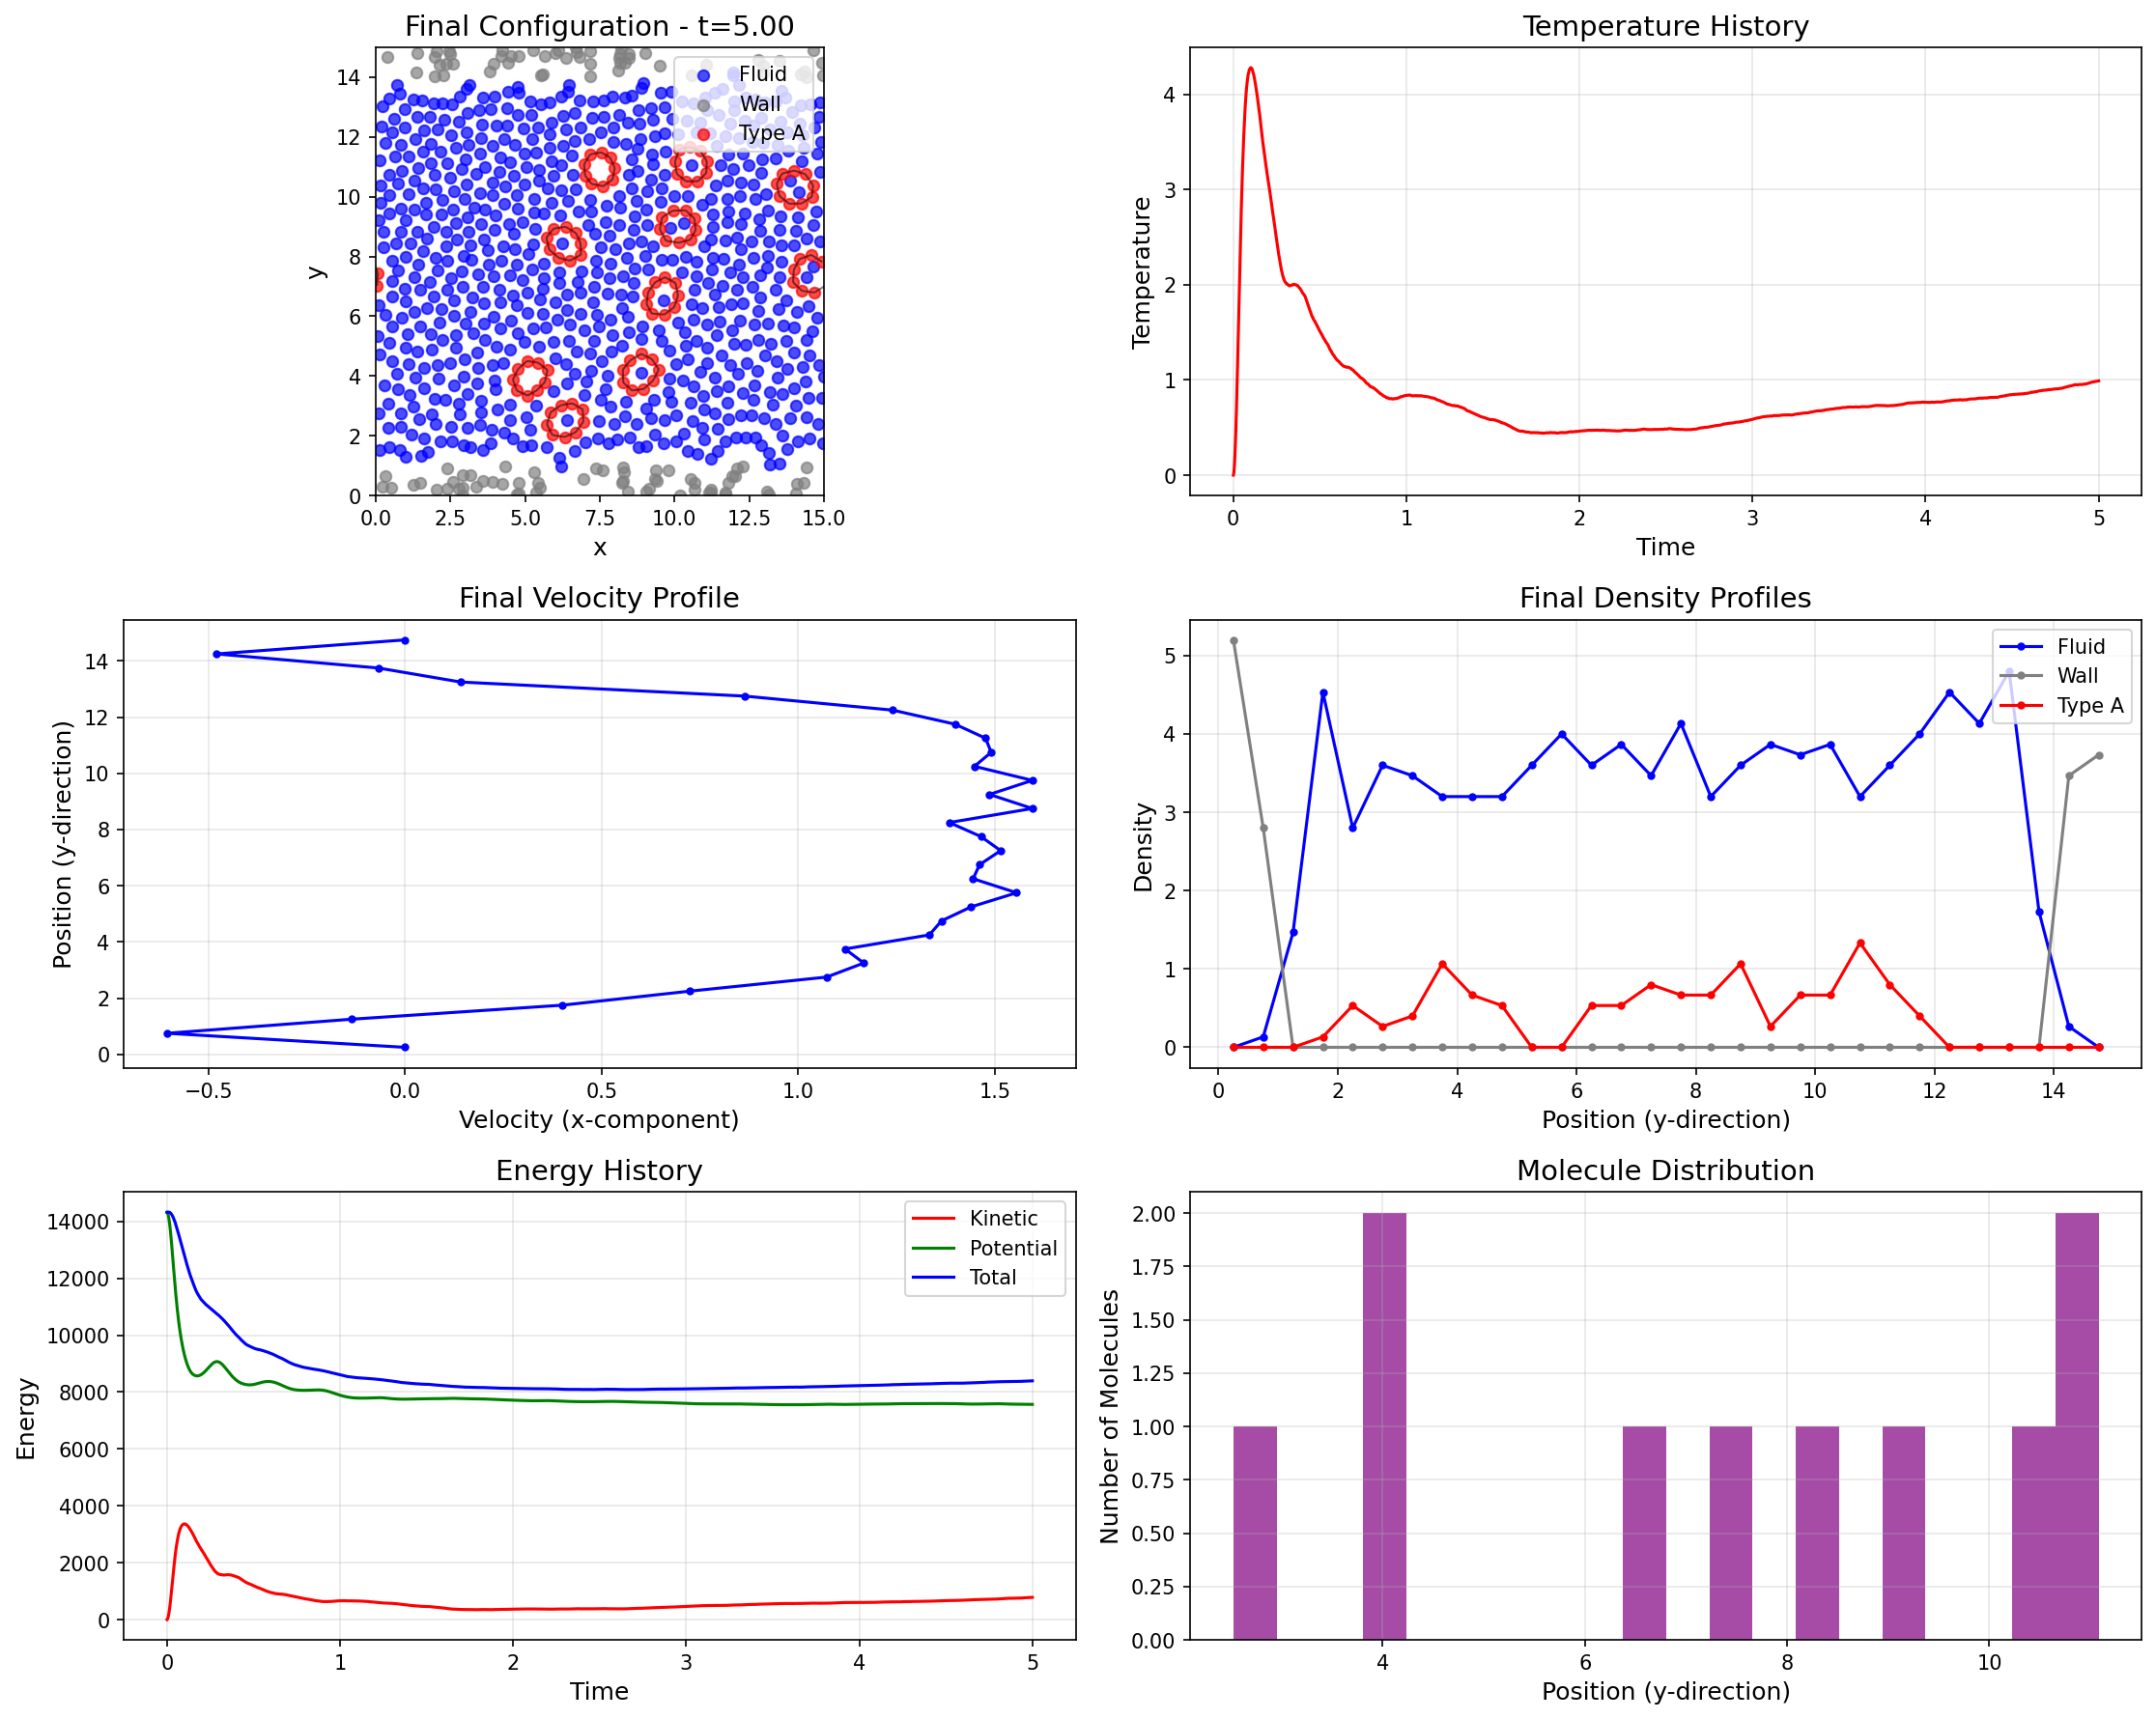 Final Configuration - t=5.00
14
12
10
8
6
4
2
0
y
0.0 2.5 5.0 7.5 10.0 12.5 15.0
x
Fluid
Wall
Type A
Temperature History
4
3
2
1
0
Temperature
0 1 2 3 4 5
Time
Final Velocity Profile
14
12
10
8
6
4
2
0
Position (y-direction)
−0.5 0.0 0.5 1.0 1.5
Velocity (x-component)
Final Density Profiles
5
4
3
2
1
0
Density
0 2 4 6 8 10 12 14
Position (y-direction)
Fluid
Wall
Type A
Energy History
14000
12000
10000
8000
6000
4000
2000
0
Energy
0 1 2 3 4 5
Time
Kinetic
Potential
Total
Molecule Distribution
2.00
1.75
1.50
1.25
1.00
0.75
0.50
0.25
0.00
Number of Molecules
4 6 8 10
Position (y-direction)